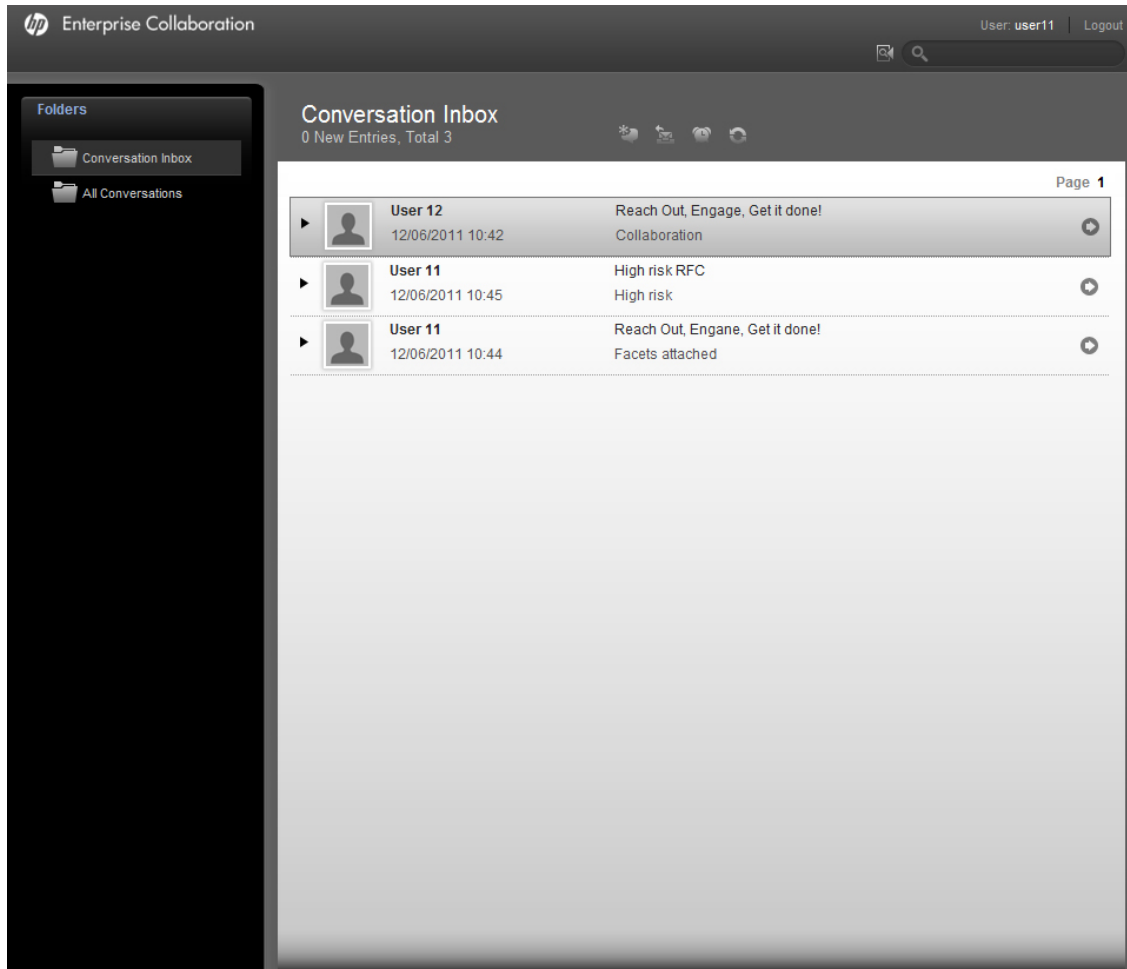 hp Enterprise Collaboration
User: user11 Logout
Folders
Conversation Inbox
All Conversations
Conversation Inbox
0 New Entries, Total 3
Page 1
User 12 Reach Out, Engage, Get it done!
12/06/2011 10:42 Collaboration
User 11 High risk RFC
12/06/2011 10:45 High risk
User 11 Reach Out, Engane, Get it done!
12/06/2011 10:44 Facets attached